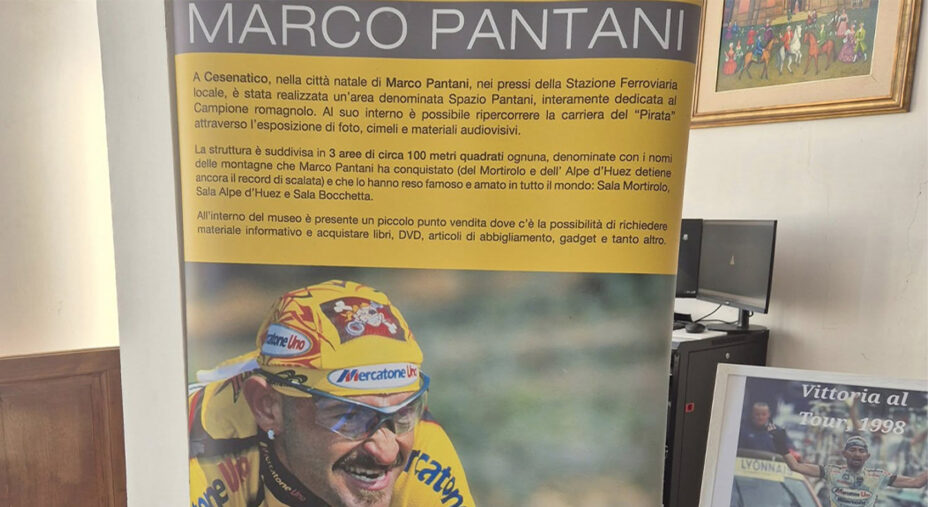 MARCO PANTANI
A Cesenatico, nella città natale di Marco Pantani, nei pressi della Stazione Ferroviaria
locale, è stata realizzata un'area denominata Spazio Pantani, interamente dedicata al
Campione romagnolo. Al suo interno è possibile ripercorrere la carriera del "Pirata"
attraverso l'esposizione di foto, cimeli e materiali audiovisivi.
La struttura è suddivisa in 3 aree di circa 100 metri quadrati ognuna, denominate con i nomi
delle montagne che Marco Pantani ha conquistato (del Mortirolo e dell' Alpe d'Huez detiene
ancora il record di scalata) e che lo hanno reso famoso e amato in tutto il mondo: Sala Mortirolo,
Sala Alpe d'Huez e Sala Bocchetta.
All'interno del museo è presente un piccolo punto vendita dove c'è la possibilità di richiedere
materiale informativo e acquistare libri, DVD, articoli di abbigliamento, gadget e tanto altro.
Mercatone Uno
catone Uno
catone Uno
rcatone
Vittoria al
Tour, 1998
LYONNA
Mercatone Uno